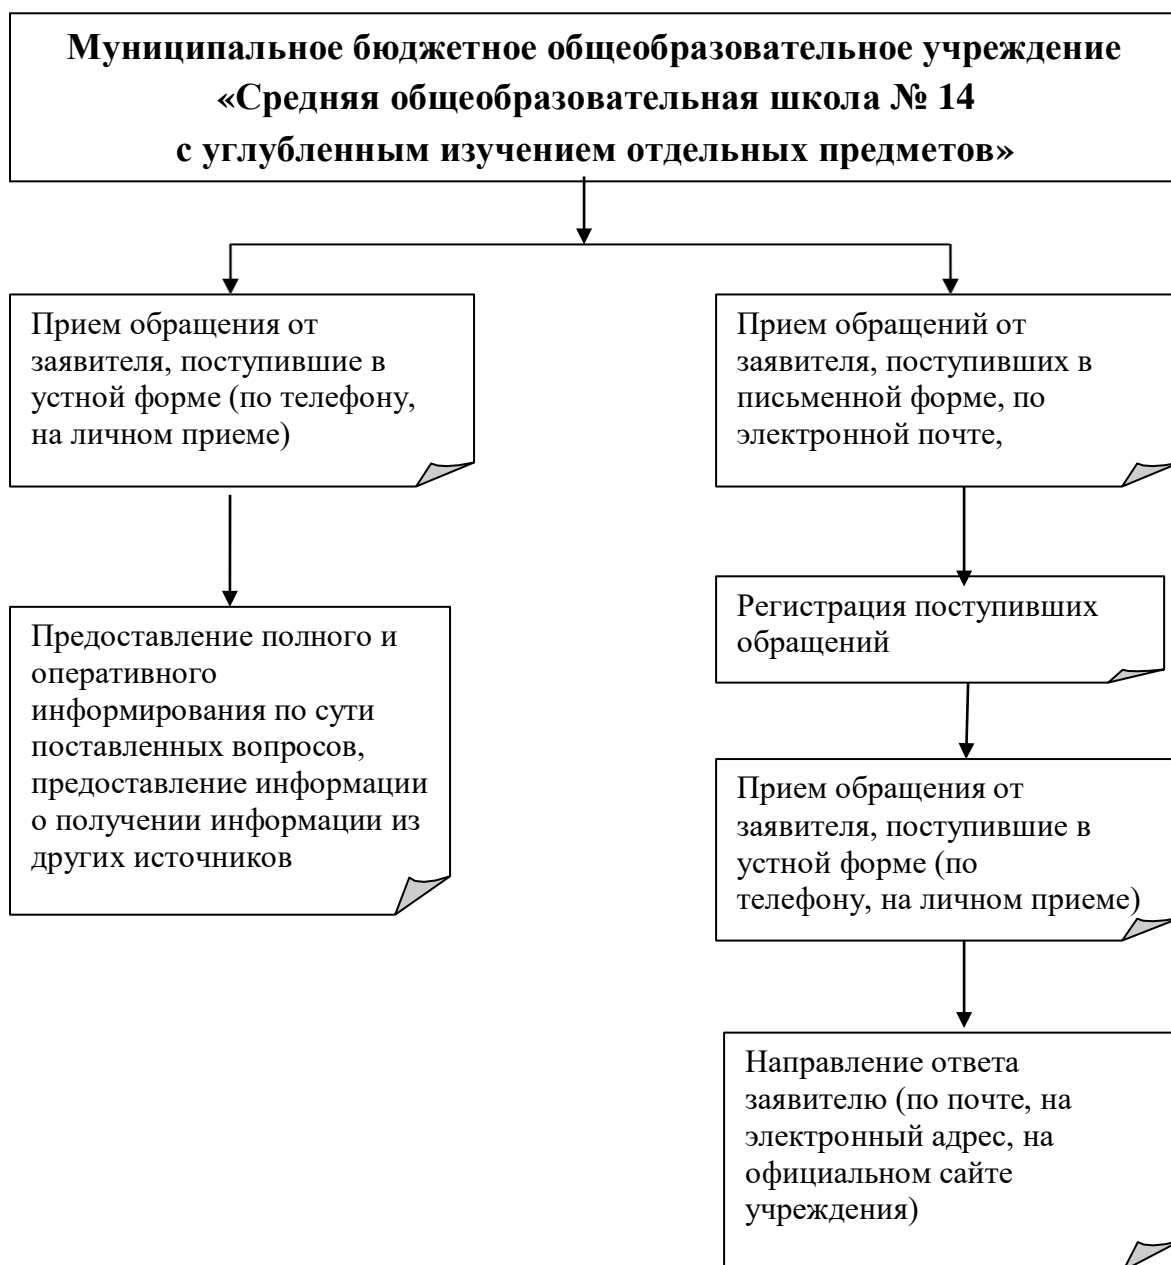 Муниципальное бюджетное общеобразовательное учреждение
«Средняя общеобразовательная школа № 14
с углубленным изучением отдельных предметов»
Прием обращения от
заявителя, поступившие в
устной форме (по телефону,
на личном приеме)
Предоставление полного и
оперативного
информирования по сути
поставленных вопросов,
предоставление информации
о получении информации из
других источников
Прием обращений от
заявителя, поступивших в
письменной форме, по
электронной почте,
Регистрация поступивших
обращений
Прием обращения от
заявителя, поступившие в
устной форме (по
телефону, на личном приеме)
Направление ответа
заявителю (по почте, на
электронный адрес, на
официальном сайте
учреждения)